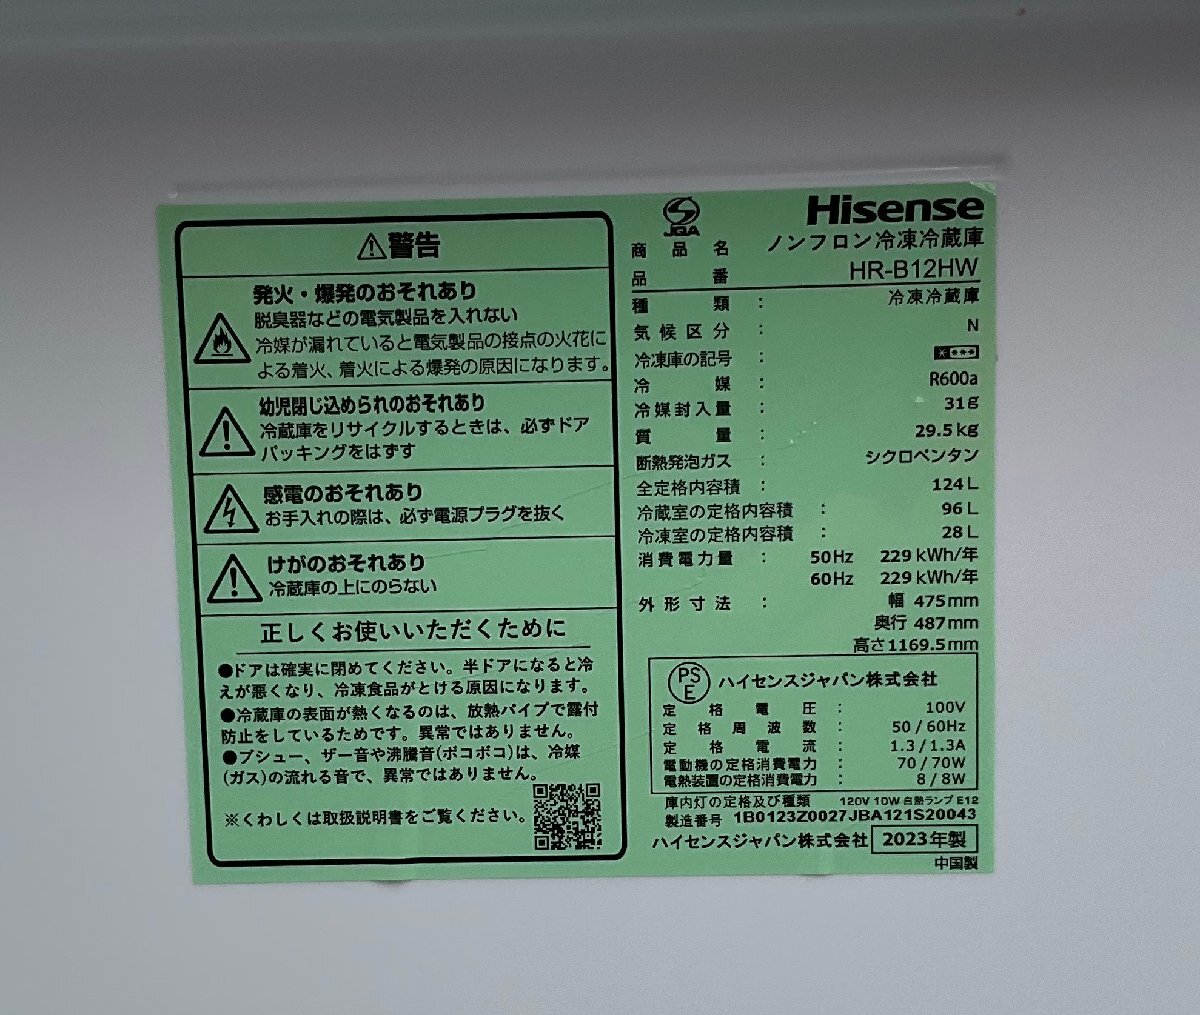 警告
発火・爆発のおそれあり
脱臭器などの電気製品を入れない
冷媒が漏れていると電気製品の接点の火花に
よる着火、着火による爆発の原因になります。
幼児閉じ込められのおそれあり
冷蔵庫をリサイクルするときは、必ずドア
パッキングをはずす
感電のおそれあり
お手入れの際は、必ず電源プラグを抜く
けがのおそれあり
冷蔵庫の上にのらない
正しくお使いいただくために
●ドアは確実に閉めてください。半ドアになると冷
えが悪くなり、冷凍食品がとける原因になります。
●冷蔵庫の表面が熱くなるのは、放熱パイプで露付
防止をしているためです。異常ではありません。
●プシュー、ザー音や沸騰音(ボコボコ)は、冷媒
(ガス)の流れる音で、異常ではありません。
※くわしくは取扱説明書をご覧ください。
JBA
Hisense
商品名 ノンフロン冷凍冷蔵庫
品番 HR-B12HW
種類 : 冷凍冷蔵庫
気候区分 : N
冷凍庫の記号 :
冷媒 : R600a
冷媒封入量 : 31g
質量 : 29.5kg
断熱発泡ガス : シクロペンタン
全定格内容積 : 124L
冷蔵室の定格内容積 : 96L
冷凍室の定格内容積 : 28L
消費電力量 : 50Hz 229kWh/年
60Hz 229kWh/年
外形寸法 : 幅 475mm
奥行 487mm
高さ1169.5mm
PS
E
ハイセンスジャパン株式会社
定格電圧 : 100V
定格周波数 : 50/60Hz
定格電流 : 1.3/1.3A
電動機の定格消費電力 : 70/70W
電熱装置の定格消費電力 : 8/8W
庫内灯の定格及び種類 120V 10W 白熱ランプ E12
製造番号 1B0123Z0027JBA121S20043
ハイセンスジャパン株式会社 2023年製
中国製